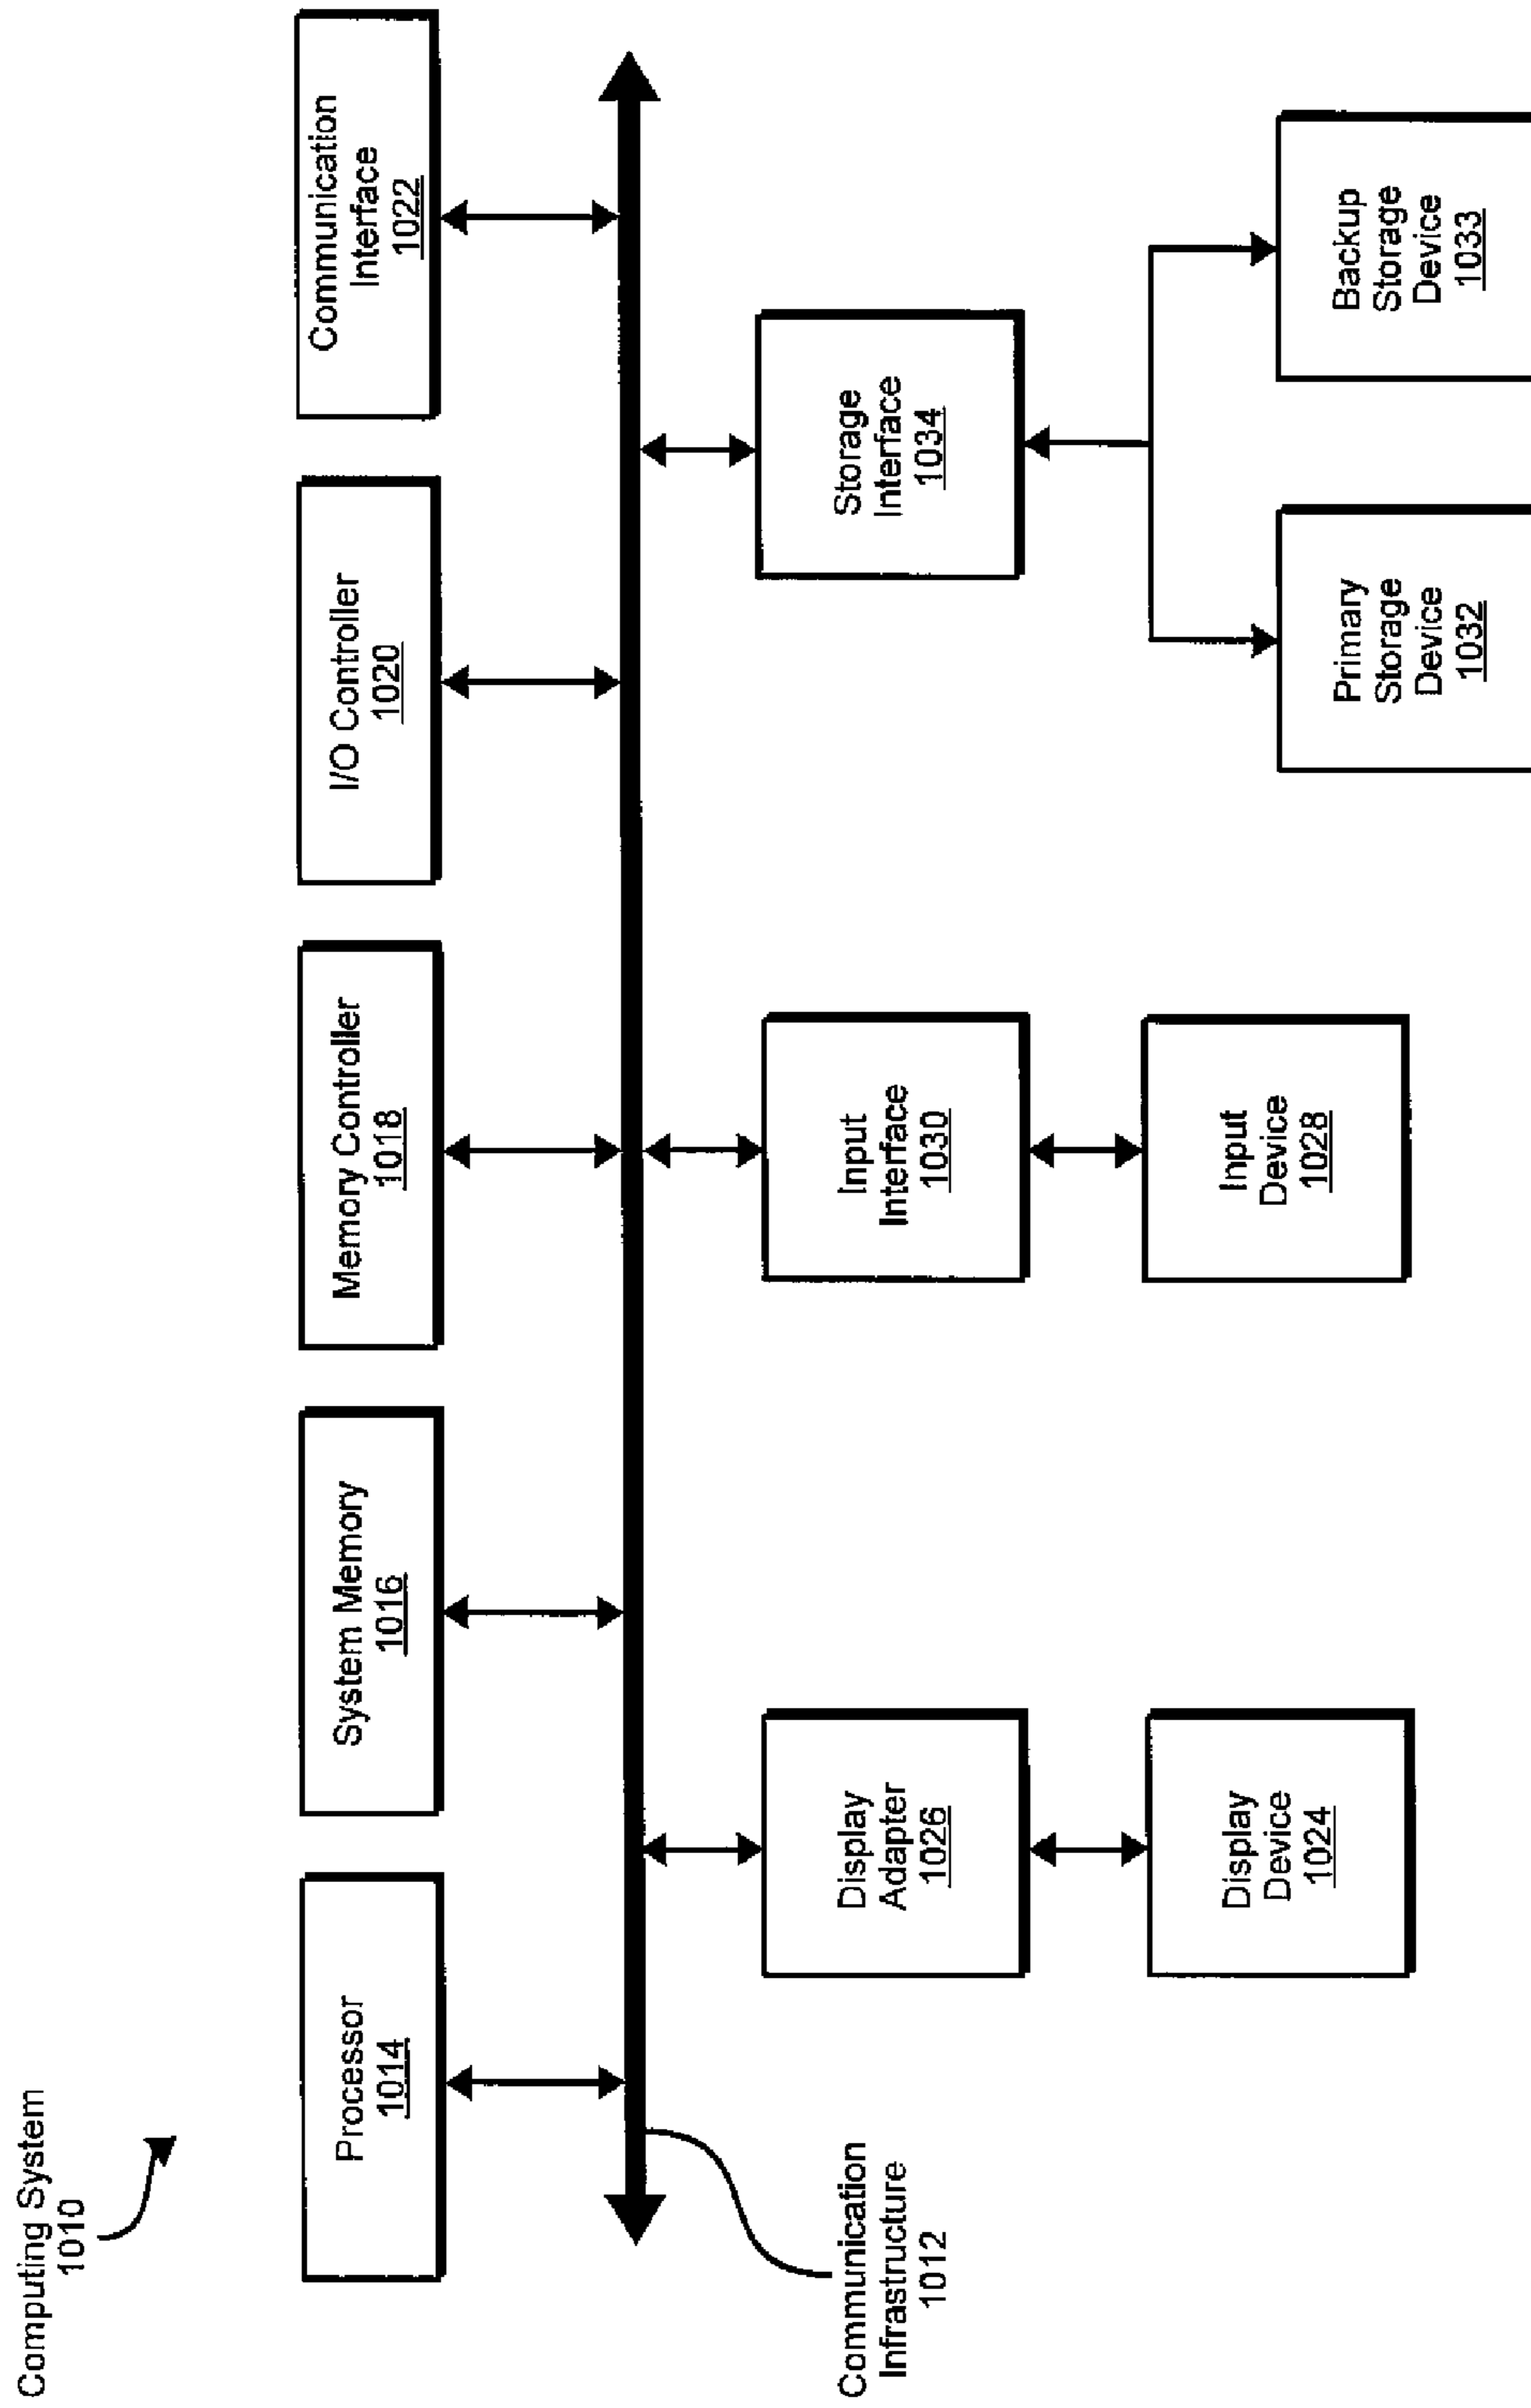 Computing System
1010
Processor
1014
System Memory
1016
Memory Controller
1018
I/O Controller
1020
Communication
Interface
1022
Communication
Infrastructure
1012
Display
Adapter
1026
Input
Interface
1030
Storage
Interface
1034
Display
Device
1024
Input
Device
1028
Primary
Storage
Device
1032
Backup
Storage
Device
1033